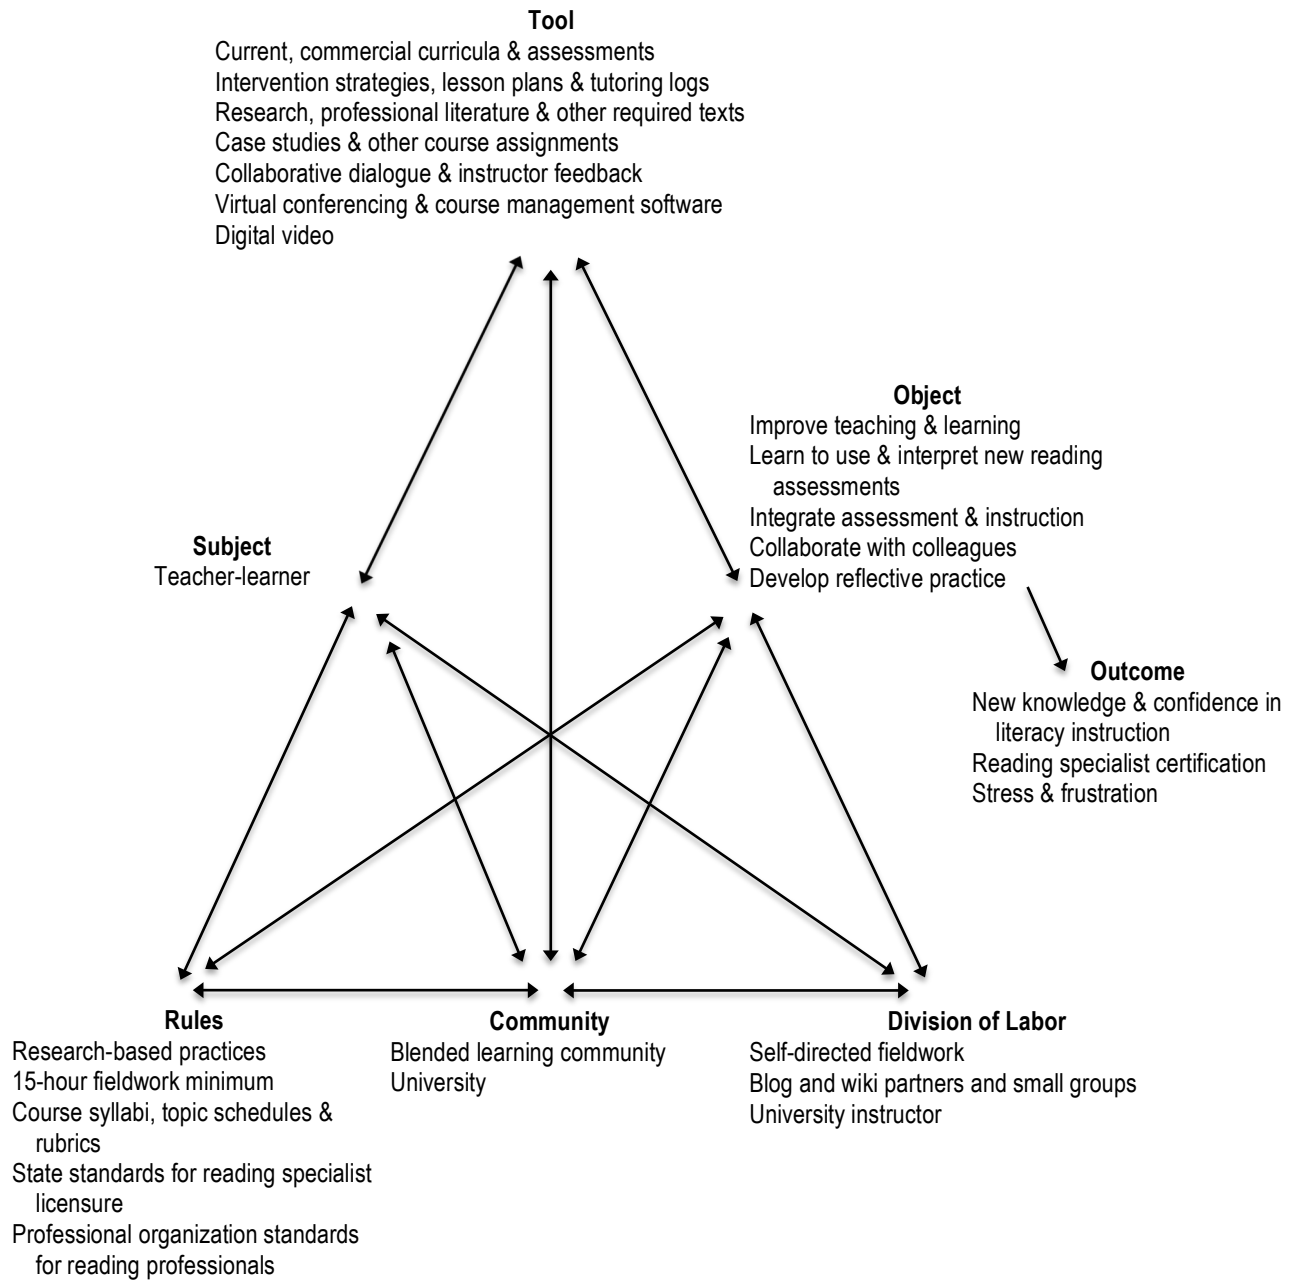 Tool
Current, commercial curricula & assessments
Intervention strategies, lesson plans & tutoring logs
Research, professional literature & other required texts
Case studies & other course assignments
Collaborative dialogue & instructor feedback
Virtual conferencing & course management software
Digital video
Object
Improve teaching & learning
Learn to use & interpret new reading
assessments
Integrate assessment & instruction
Collaborate with colleagues
Develop reflective practice
Subject
Teacher-learner
Outcome
New knowledge & confidence in
literacy instruction
Reading specialist certification
Stress & frustration
Rules
Research-based practices
15-hour fieldwork minimum
Course syllabi, topic schedules &
rubrics
State standards for reading specialist
licensure
Professional organization standards
for reading professionals
Community
Blended learning community
University
Division of Labor
Self-directed fieldwork
Blog and wiki partners and small groups
University instructor